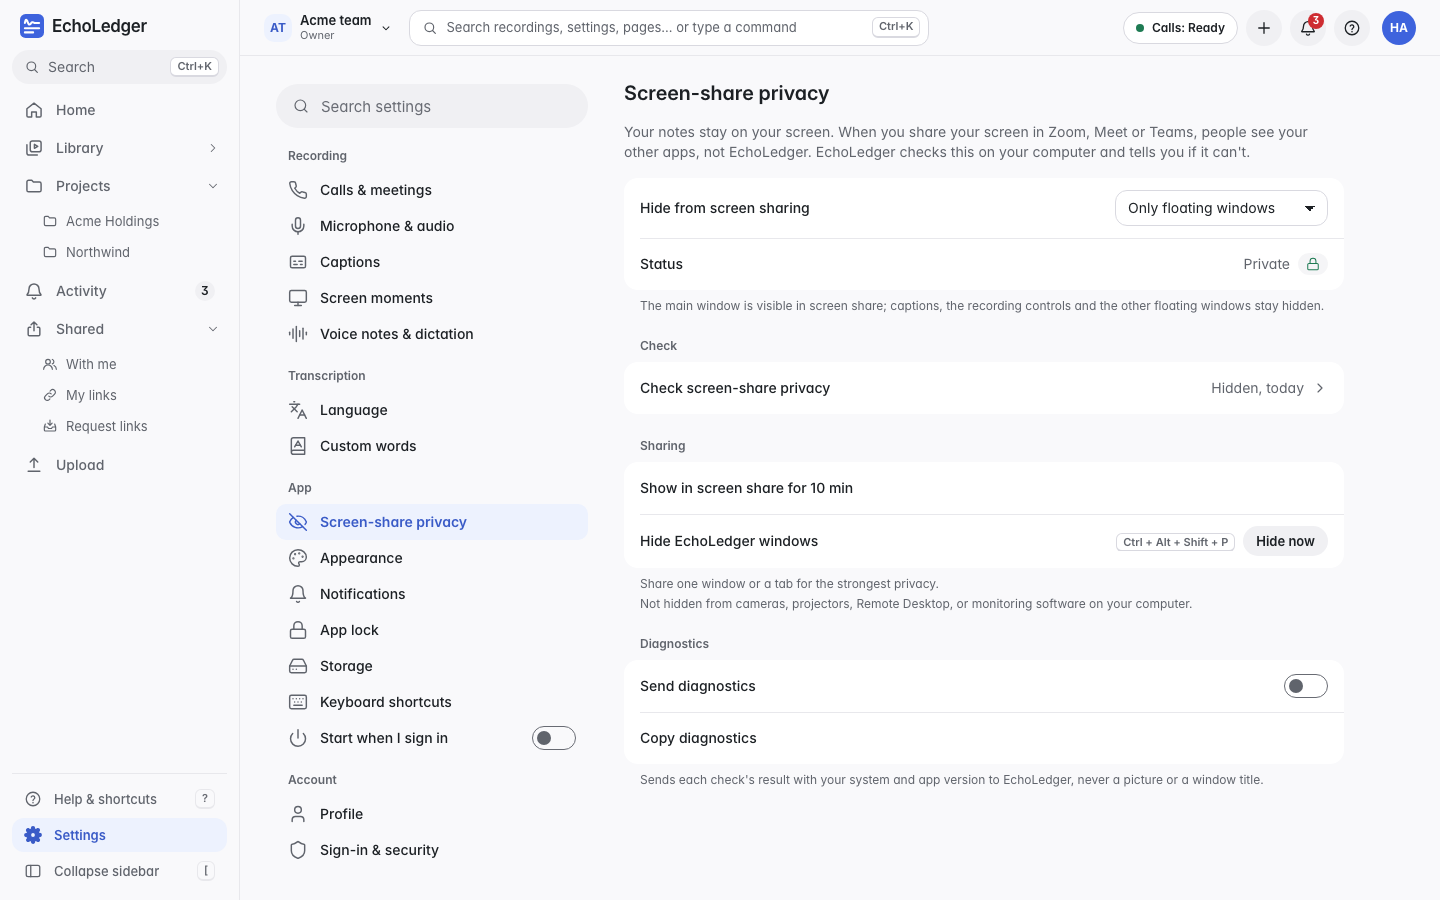 EchoLedger
Search
Ctrl+K
Home
Library
Projects
Acme Holdings
Northwind
Activity
3
Shared
With me
My links
Request links
Upload
Help & shortcuts
?
Settings
Collapse sidebar
[
AT
Acme team
Owner
Search recordings, settings, pages... or type a command
Ctrl+K
Calls: Ready
3
HA
Search settings
Recording
Calls & meetings
Microphone & audio
Captions
Screen moments
Voice notes & dictation
Transcription
Language
Custom words
App
Screen-share privacy
Appearance
Notifications
App lock
Storage
Keyboard shortcuts
Start when I sign in
Account
Profile
Sign-in & security
Screen-share privacy
Your notes stay on your screen. When you share your screen in Zoom, Meet or Teams, people see your
other apps, not EchoLedger. EchoLedger checks this on your computer and tells you if it can't.
Hide from screen sharing
Only floating windows
Status
Private
The main window is visible in screen share; captions, the recording controls and the other floating windows stay hidden.
Check
Check screen-share privacy
Hidden, today
Sharing
Show in screen share for 10 min
Hide EchoLedger windows
Ctrl + Alt + Shift + P
Hide now
Share one window or a tab for the strongest privacy.
Not hidden from cameras, projectors, Remote Desktop, or monitoring software on your computer.
Diagnostics
Send diagnostics
Copy diagnostics
Sends each check's result with your system and app version to EchoLedger, never a picture or a window title.